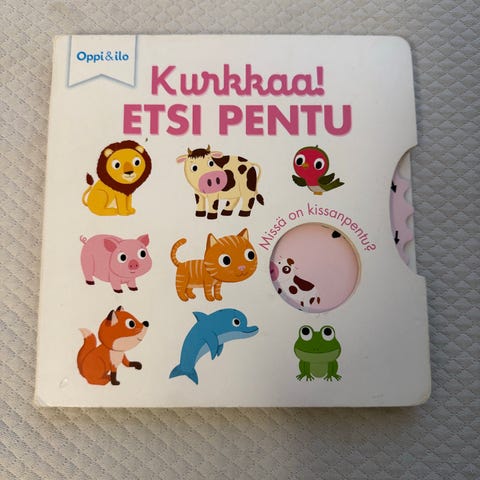 Oppi&ilo
Kurkkaa!
ETSI PENTU
Missä on kissanpentu?